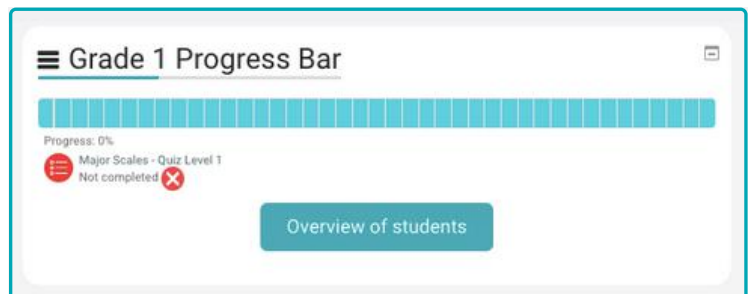 Grade 1 Progress Bar
Progress: 0%
Major Scales - Quiz Level 1
Not completed
Overview of students